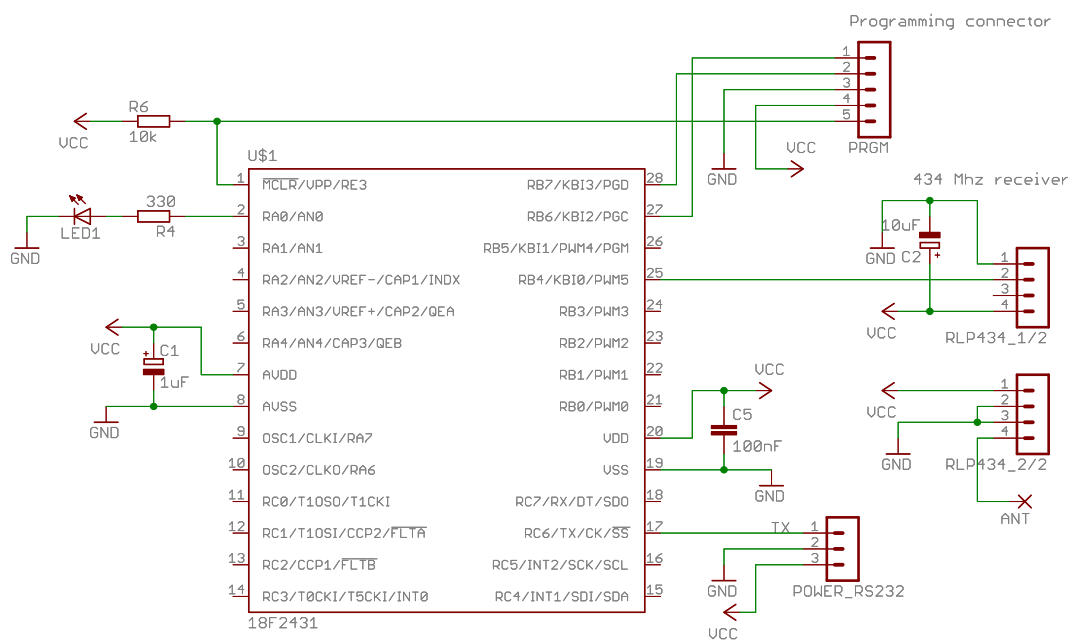 Programming connector
1
2
3
4
5
PRGM
R6
10k
VCC
GND
VCC
434 Mhz receiver
U$1
330
R4
LED1
GND
10uF
C2
+
GND
VCC
1
2
3
4
RLP434_1/2
VCC
C1
+
1uF
GND
1 MCLR/VPP/RE3 RB7/KBI3/PGD 28
2 RA0/AN0 RB6/KBI2/PGC 27
3 RA1/AN1 RB5/KBI1/PWM4/PGM 26
4 RA2/AN2/VREF-/CAP1/INDX RB4/KBI0/PWM5 25
5 RA3/AN3/VREF+/CAP2/QEA RB3/PWM3 24
6 RA4/AN4/CAP3/QEB RB2/PWM2 23
7 AVDD RB1/PWM1 22
8 AVSS RB0/PWM0 21
9 OSC1/CLKI/RA7 VDD 20
10 OSC2/CLKO/RA6 VSS 19
11 RC0/T1OSO/T1CKI RC7/RX/DT/SDO 18
12 RC1/T1OSI/CCP2/FLTA RC6/TX/CK/SS 17
13 RC2/CCP1/FLTB RC5/INT2/SCK/SCL 16
14 RC3/T0CKI/T5CKI/INT0 RC4/INT1/SDI/SDA 15
18F2431
VCC
C5
100nF
GND
VCC
1
2
3
4
GND
RLP434_2/2
ANT
TX
1
2
3
GND
POWER_RS232
VCC